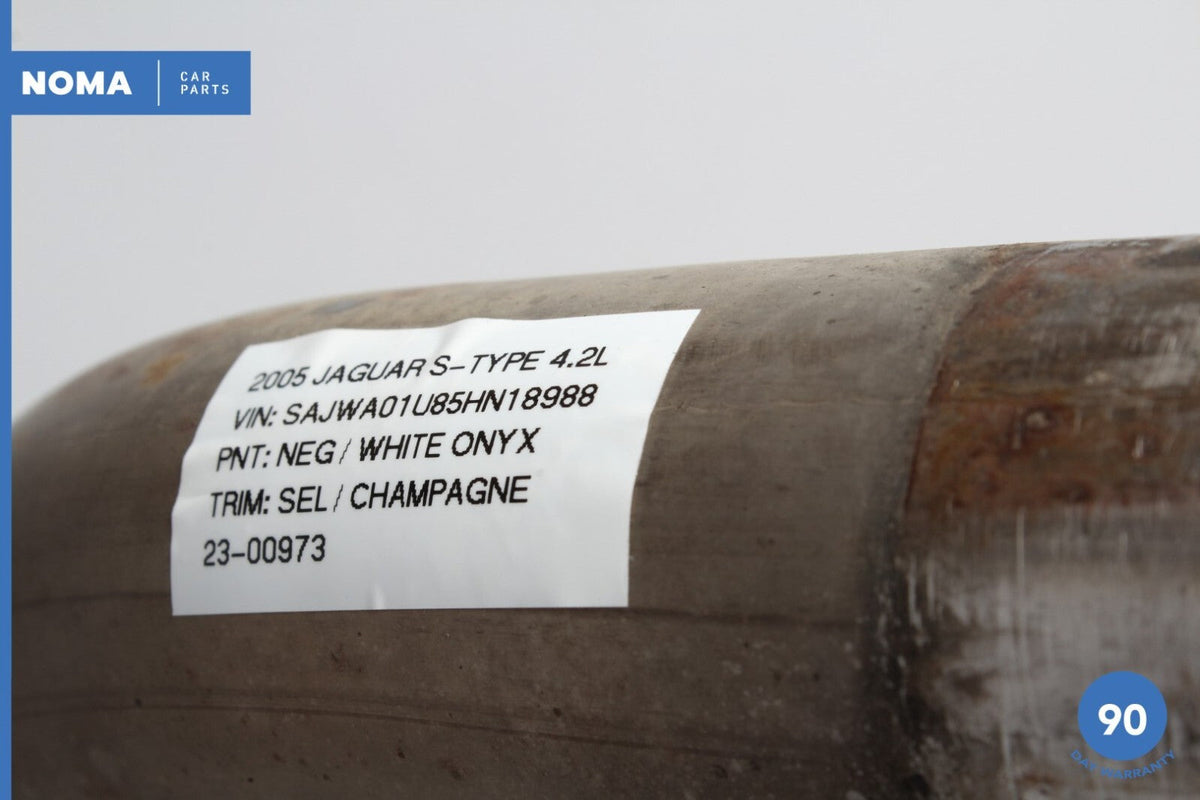 NOMA
CAR
PARTS
2005 JAGUAR S-TYPE 4.2L
VIN: SAJWA01U85HN18988
PNT: NEG / WHITE ONYX
TRIM: SEL / CHAMPAGNE
23-00973
90
DAY WARRANTY